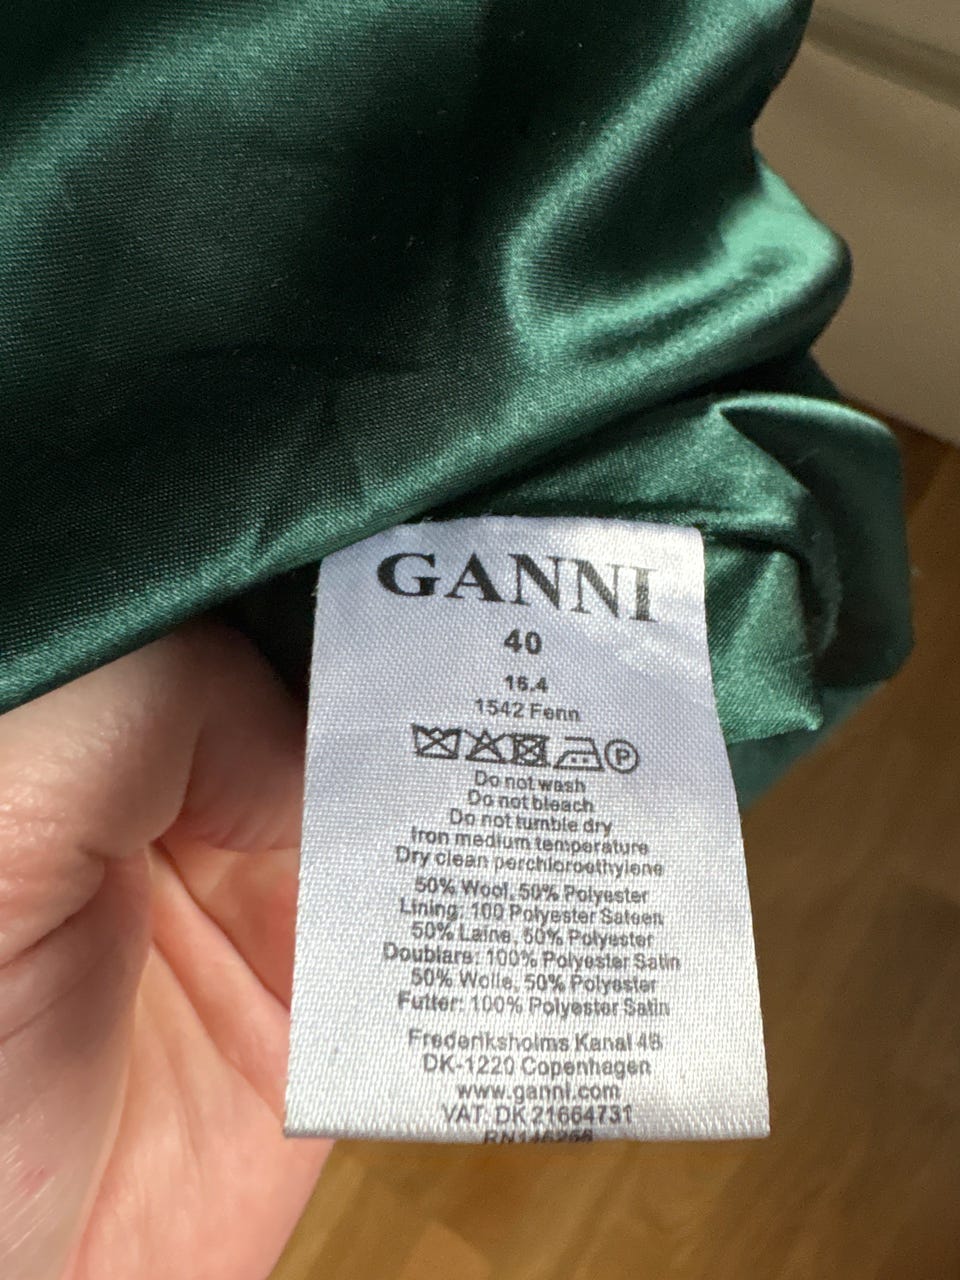 GANNI
40
16.4
1542 Fenn
P
Do not wash
Do not bleach
Do not tumble dry
Iron medium temperature
Dry clean perchloroethylene
50% Wool, 50% Polyester
Lining: 100 Polyester Sateen
50% Laine, 50% Polyester
Doublars: 100% Polyester Satin
50% Wolle, 50% Polyester
Futter: 100% Polyester Satin
Frederiksholms Kanal 4B
DK-1220 Copenhagen
www.ganni.com
VAT. DK 21664731